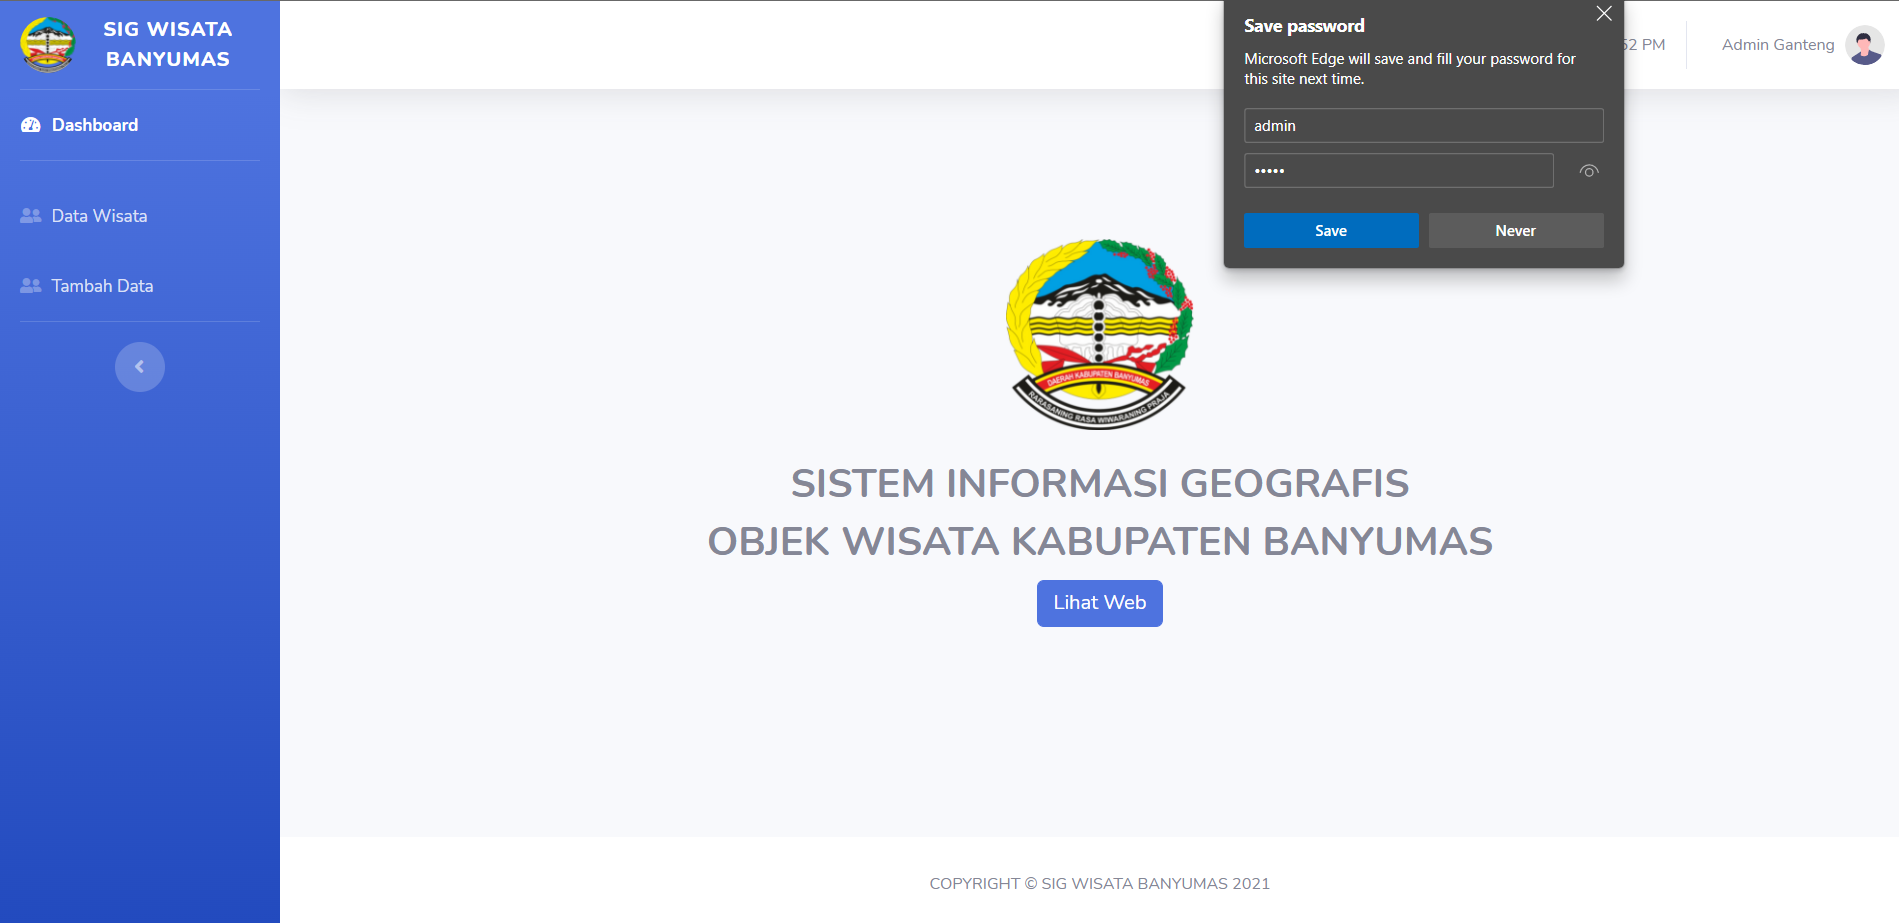 SIG WISATA
BANYUMAS
Dashboard
Data Wisata
Tambah Data
Save password
Microsoft Edge will save and fill your password for
this site next time.
admin
•••••
Save
Never
52 PM
Admin Ganteng
DAERAH KABUPATEN BANYUMAS
RARASANING RASA WIWARANING PRAJA
SISTEM INFORMASI GEOGRAFIS
OBJEK WISATA KABUPATEN BANYUMAS
Lihat Web
COPYRIGHT © SIG WISATA BANYUMAS 2021